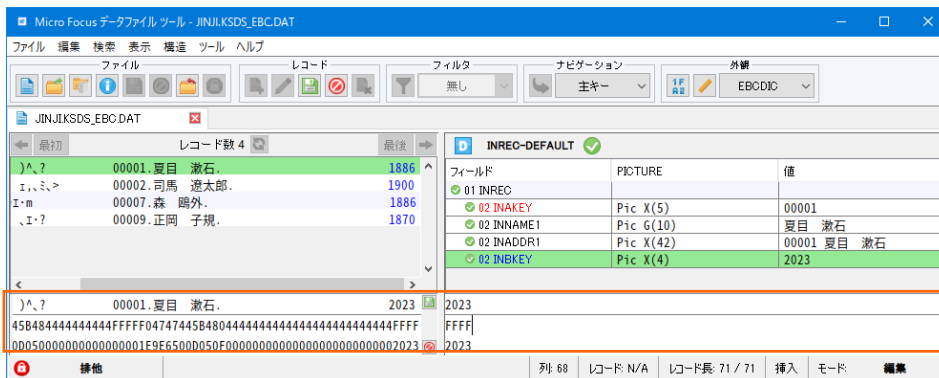 Micro Focus データファイル ツール - JINJI.KSDS_EBC.DAT
ファイル 編集 検索 表示 構造 ツール ヘルプ
ファイル レコード フィルタ ナビゲーション 外観
無し 主キー 1F A2 EBCDIC
JINJI.KSDS_EBC.DAT
最初 レコード数 4 最後
D INREC-DEFAULT
)^、? 00001.夏目 漱石. 1886
ｴ,、ﾐ、> 00002.司馬 遼太郎. 1900
ｴ･m 00007.森 鴎外. 1886
、ｴ･? 00009.正岡 子規. 1870
フィールド PICTURE 値
01 INREC
02 INAKEY Pic X(5) 00001
02 INNAME1 Pic G(10) 夏目 漱石
02 INADDR1 Pic X(42) 00001 夏目 漱石
02 INBKEY Pic X(4) 2023
)^、? 00001.夏目 漱石. 2023 2023
FFFF
2023
排他 列: 68 レコード: N/A レコード長: 71 / 71 挿入 モード: 編集